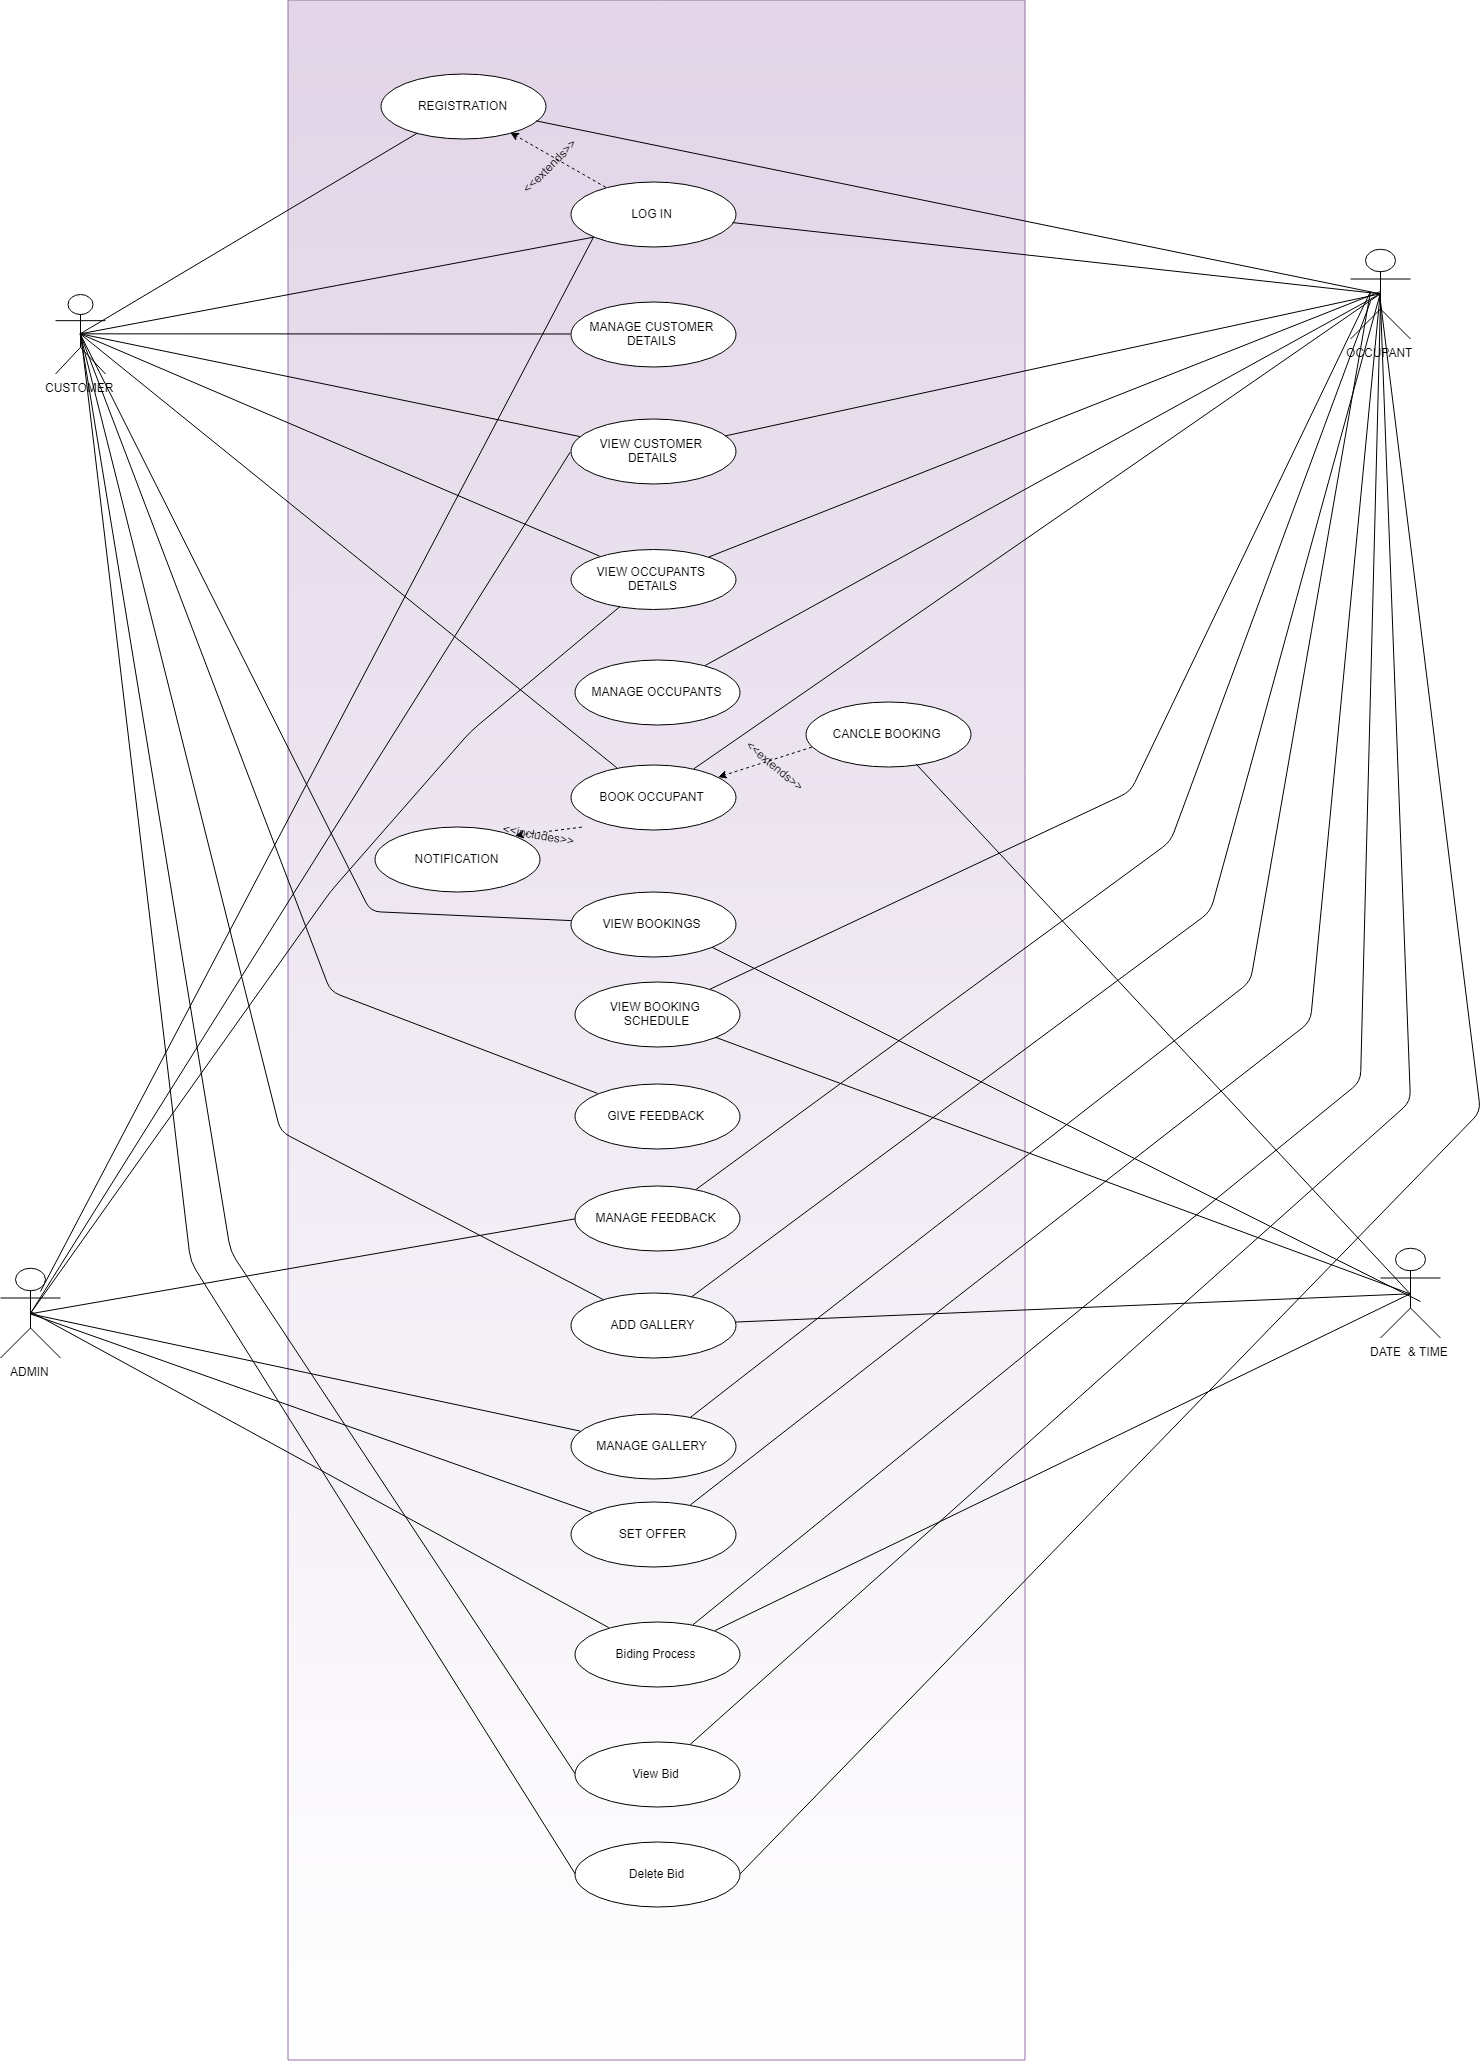 REGISTRATION
<<extends>>
LOG IN
CUSTOMER
OCCUPANT
MANAGE CUSTOMER
DETAILS
VIEW CUSTOMER
DETAILS
VIEW OCCUPANTS
DETAILS
MANAGE OCCUPANTS
CANCLE BOOKING
<<extends>>
BOOK OCCUPANT
<<includes>>
NOTIFICATION
VIEW BOOKINGS
VIEW BOOKING
SCHEDULE
GIVE FEEDBACK
MANAGE FEEDBACK
ADD GALLERY
ADMIN
DATE & TIME
MANAGE GALLERY
SET OFFER
Biding Process
View Bid
Delete Bid